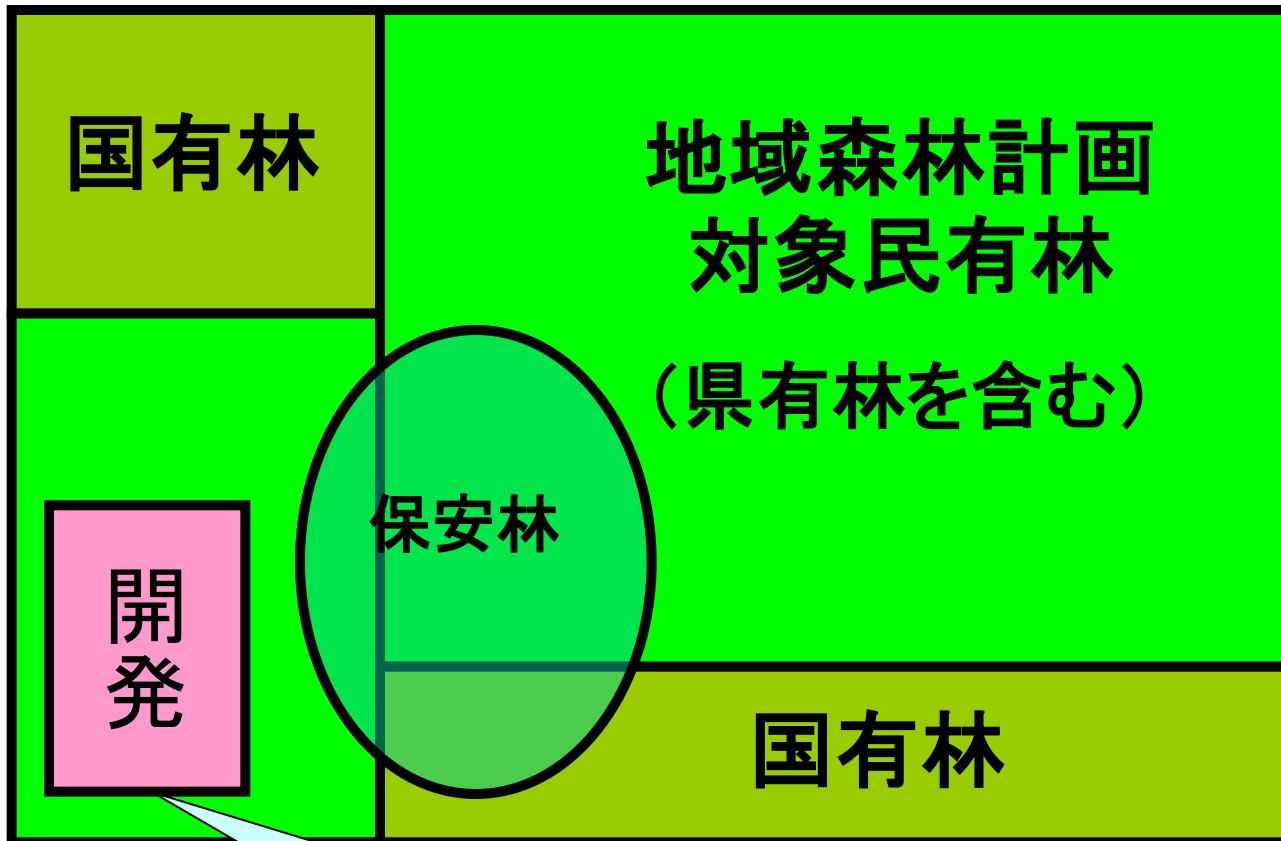 国有林
地域森林計画
対象民有林
（県有林を含む）
保安林
開
発
国有林